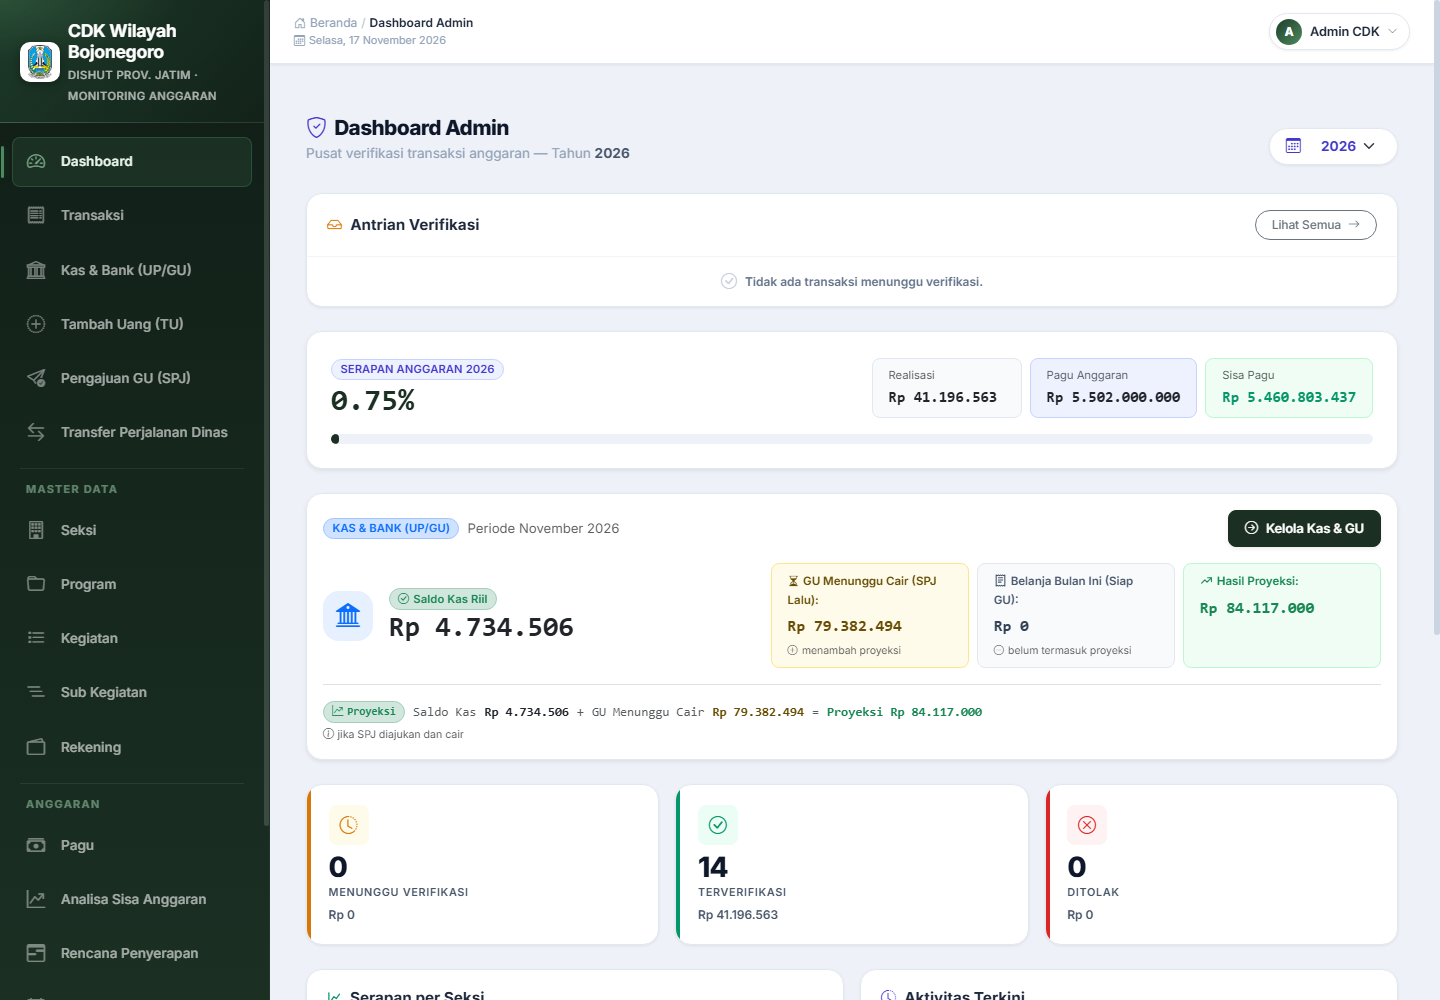 CDK Wilayah
Bojonegoro
DISHUT PROV. JATIM ·
MONITORING ANGGARAN
Dashboard
Transaksi
Kas & Bank (UP/GU)
Tambah Uang (TU)
Pengajuan GU (SPJ)
Transfer Perjalanan Dinas
MASTER DATA
Seksi
Program
Kegiatan
Sub Kegiatan
Rekening
ANGGARAN
Pagu
Analisa Sisa Anggaran
Rencana Penyerapan
Beranda / Dashboard Admin
Selasa, 17 November 2026
A Admin CDK
Dashboard Admin
Pusat verifikasi transaksi anggaran — Tahun 2026
2026
Antrian Verifikasi
Lihat Semua →
Tidak ada transaksi menunggu verifikasi.
SERAPAN ANGGARAN 2026
0.75%
Realisasi
Rp 41.196.563
Pagu Anggaran
Rp 5.502.000.000
Sisa Pagu
Rp 5.460.803.437
KAS & BANK (UP/GU) Periode November 2026
Kelola Kas & GU
Saldo Kas Riil
Rp 4.734.506
GU Menunggu Cair (SPJ
Lalu):
Rp 79.382.494
menambah proyeksi
Belanja Bulan Ini (Siap
GU):
Rp 0
belum termasuk proyeksi
Hasil Proyeksi:
Rp 84.117.000
Proyeksi Saldo Kas Rp 4.734.506 + GU Menunggu Cair Rp 79.382.494 = Proyeksi Rp 84.117.000
jika SPJ diajukan dan cair
0
MENUNGGU VERIFIKASI
Rp 0
14
TERVERIFIKASI
Rp 41.196.563
0
DITOLAK
Rp 0
Serapan per Seksi
Aktivitas Terkini